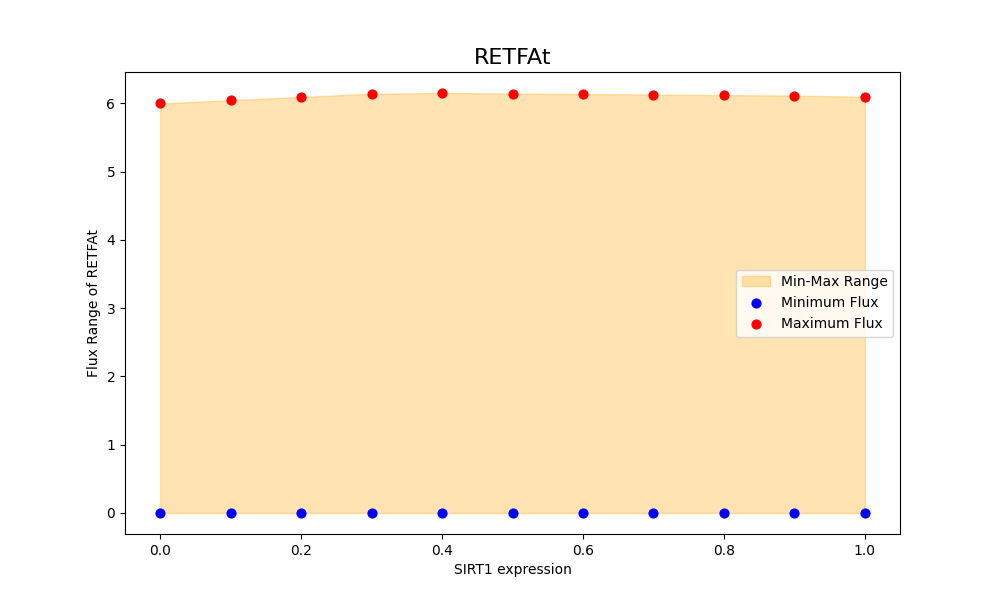 RETFAt
Flux Range of RETFAt
6
5
4
3
2
1
0
Min-Max Range
Minimum Flux
Maximum Flux
0.0 0.2 0.4 0.6 0.8 1.0
SIRT1 expression